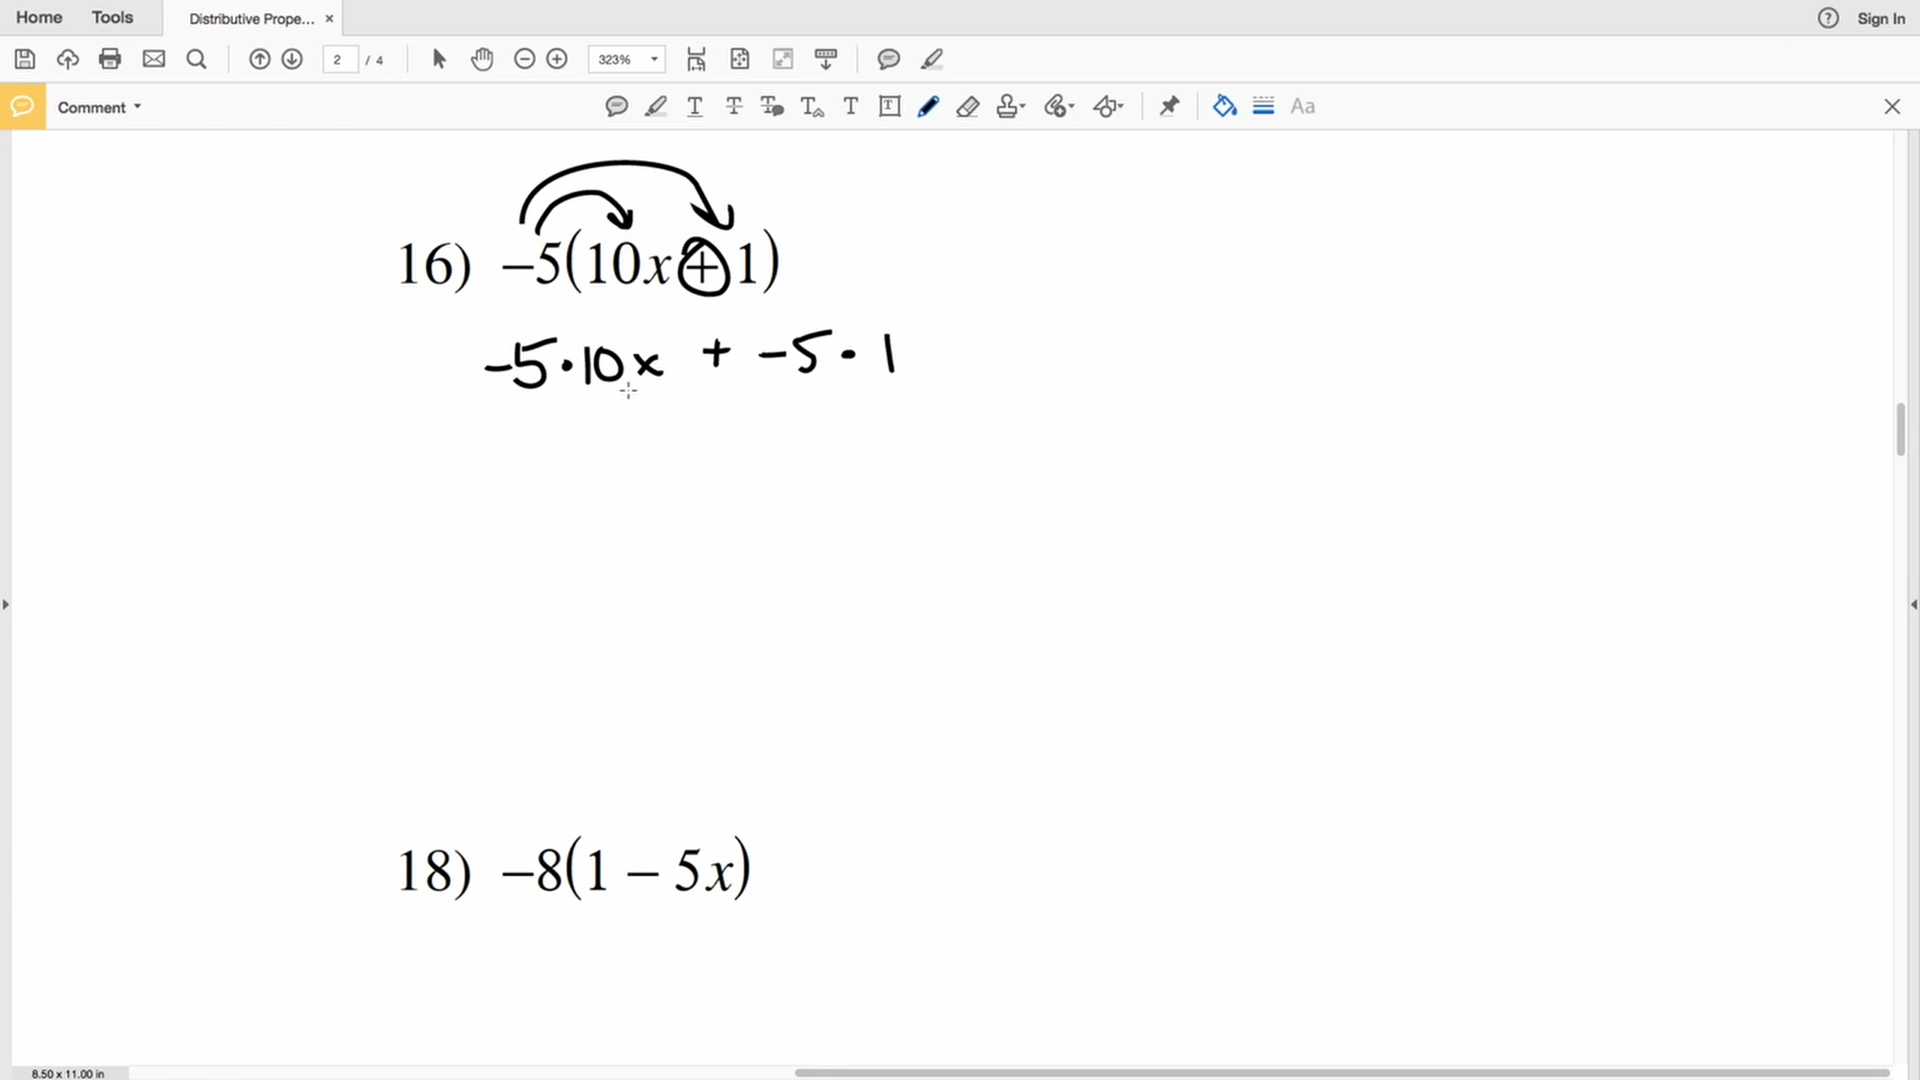 Home Tools Distributive Prope... × Sign In
2 / 4 323%
Comment Aa
16) −5(10x + 1)
-5·10x + -5·1
18) −8(1 − 5x)
8.50 x 11.00 in